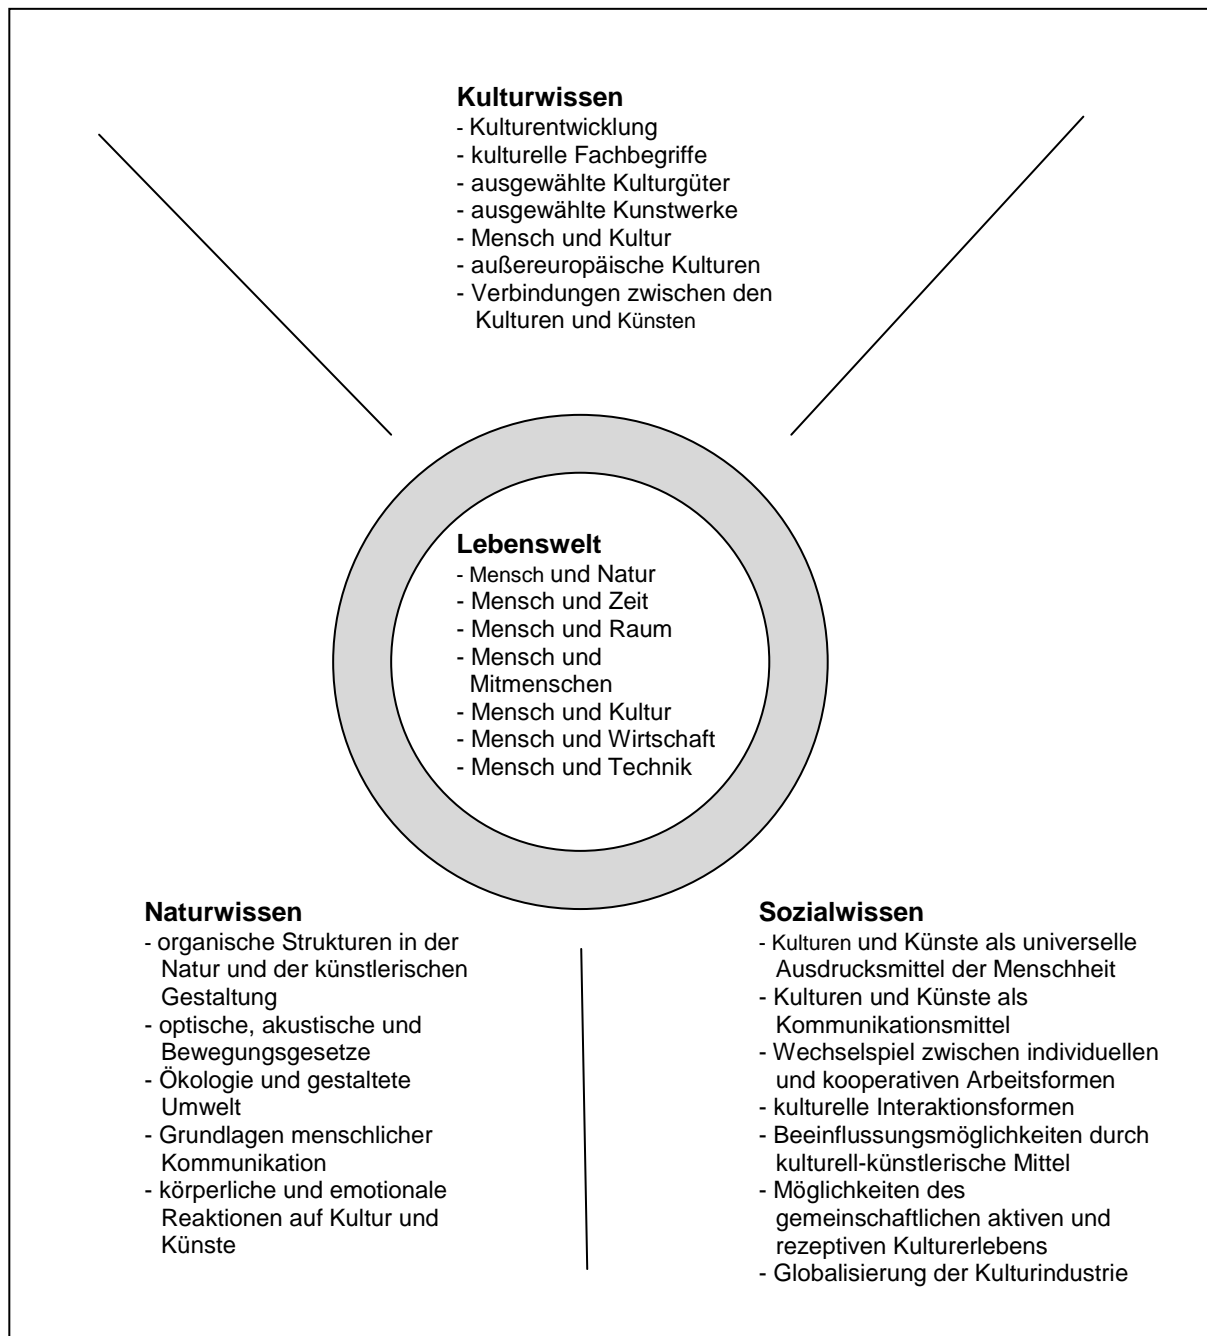 Kulturwissen
- Kulturentwicklung
- kulturelle Fachbegriffe
- ausgewählte Kulturgüter
- ausgewählte Kunstwerke
- Mensch und Kultur
- außereuropäische Kulturen
- Verbindungen zwischen den
Kulturen und Künsten
Lebenswelt
- Mensch und Natur
- Mensch und Zeit
- Mensch und Raum
- Mensch und
Mitmenschen
- Mensch und Kultur
- Mensch und Wirtschaft
- Mensch und Technik
Naturwissen
- organische Strukturen in der
Natur und der künstlerischen
Gestaltung
- optische, akustische und
Bewegungsgesetze
- Ökologie und gestaltete
Umwelt
- Grundlagen menschlicher
Kommunikation
- körperliche und emotionale
Reaktionen auf Kultur und
Künste
Sozialwissen
- Kulturen und Künste als universelle
Ausdrucksmittel der Menschheit
- Kulturen und Künste als
Kommunikationsmittel
- Wechselspiel zwischen individuellen
und kooperativen Arbeitsformen
- kulturelle Interaktionsformen
- Beeinflussungsmöglichkeiten durch
kulturell-künstlerische Mittel
- Möglichkeiten des
gemeinschaftlichen aktiven und
rezeptiven Kulturerlebens
- Globalisierung der Kulturindustrie